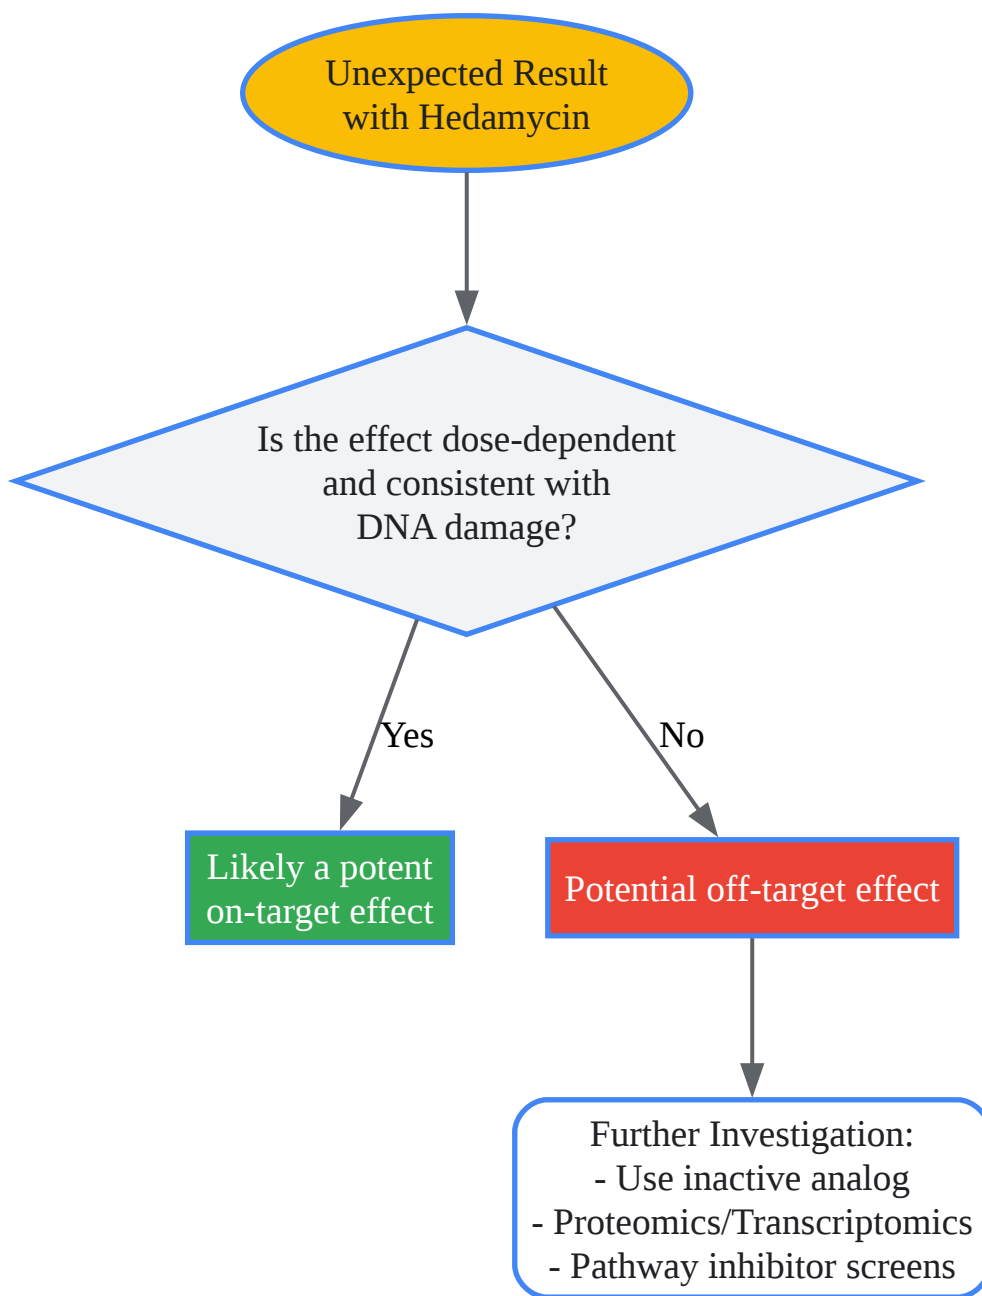 Unexpected Result
with Hedamycin
Is the effect dose-dependent
and consistent with
DNA damage?
Yes
No
Likely a potent
on-target effect
Potential off-target effect
Further Investigation:
- Use inactive analog
- Proteomics/Transcriptomics
- Pathway inhibitor screens